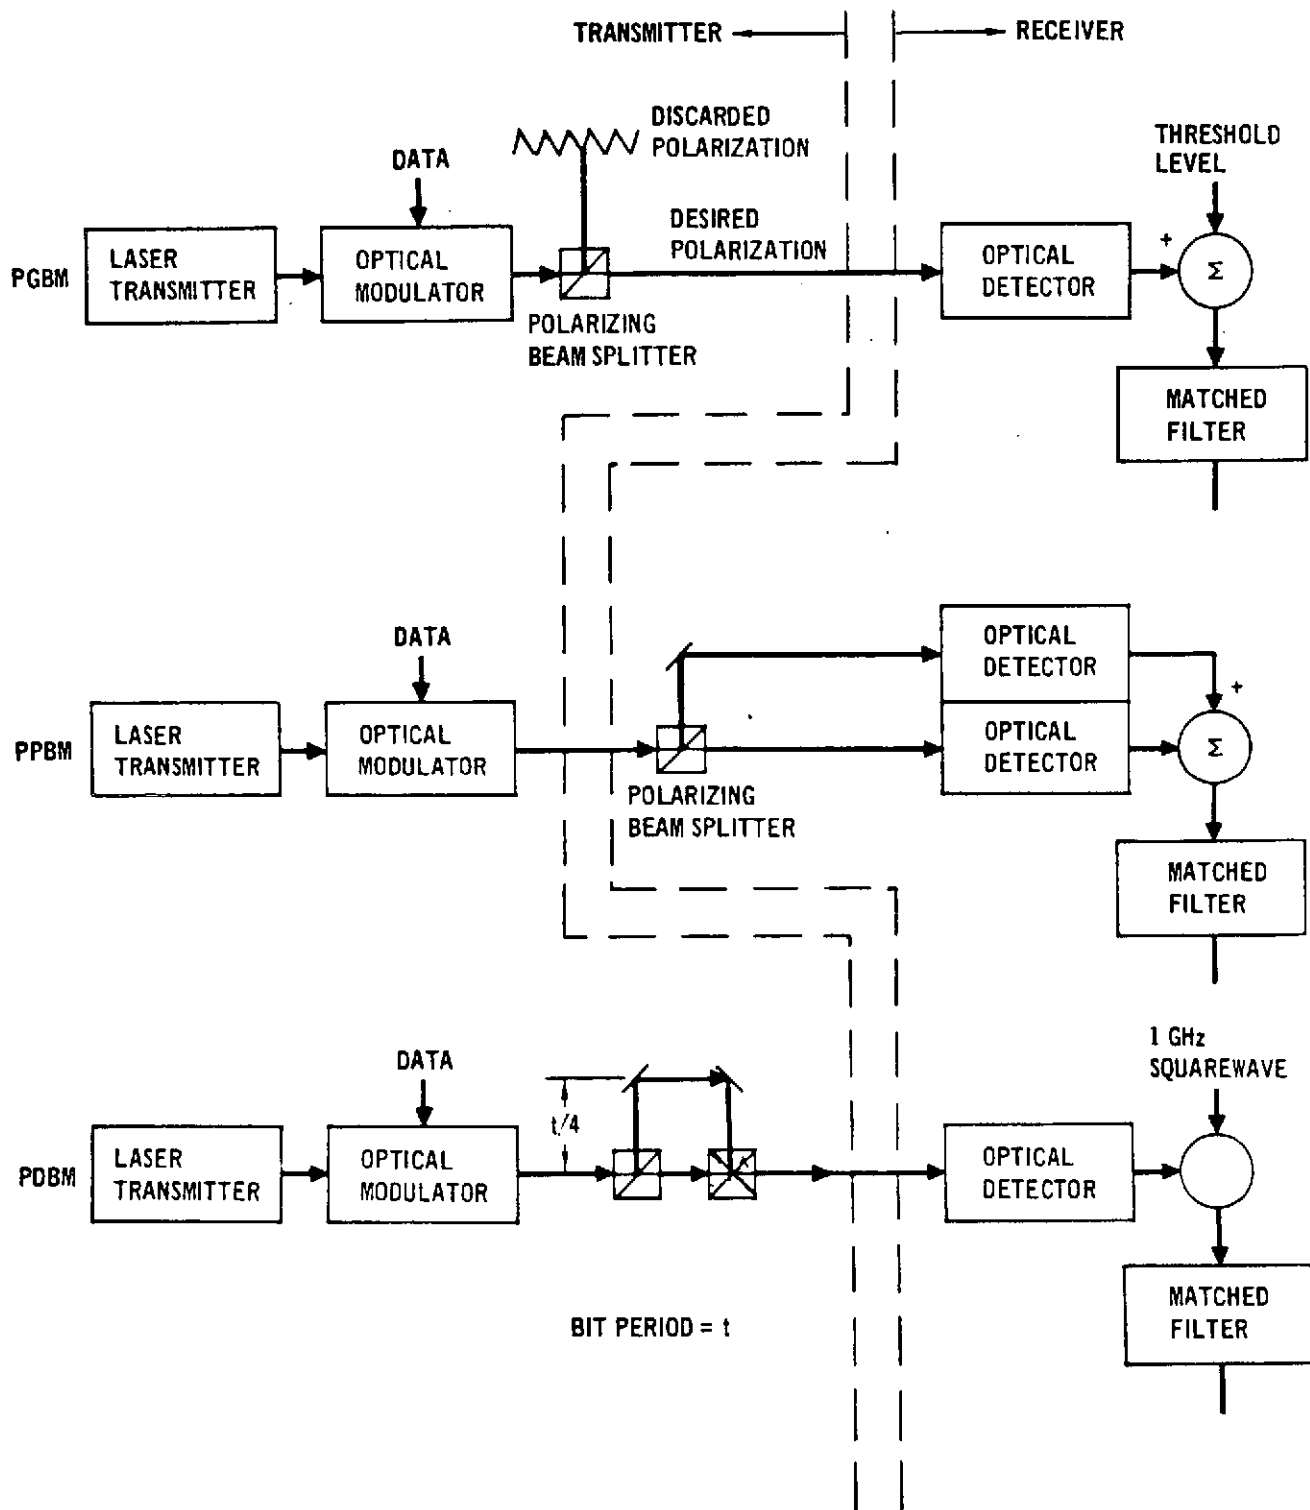 TRANSMITTER
RECEIVER
DISCARDED
POLARIZATION
THRESHOLD
LEVEL
DATA
DESIRED
POLARIZATION
PGBM
LASER
TRANSMITTER
OPTICAL
MODULATOR
OPTICAL
DETECTOR
+
Σ
POLARIZING
BEAM SPLITTER
MATCHED
FILTER
DATA
OPTICAL
DETECTOR
+
PPBM
LASER
TRANSMITTER
OPTICAL
MODULATOR
OPTICAL
DETECTOR
Σ
POLARIZING
BEAM SPLITTER
MATCHED
FILTER
1 GHz
SQUAREWAVE
DATA
t/4
PDBM
LASER
TRANSMITTER
OPTICAL
MODULATOR
OPTICAL
DETECTOR
MATCHED
FILTER
BIT PERIOD = t